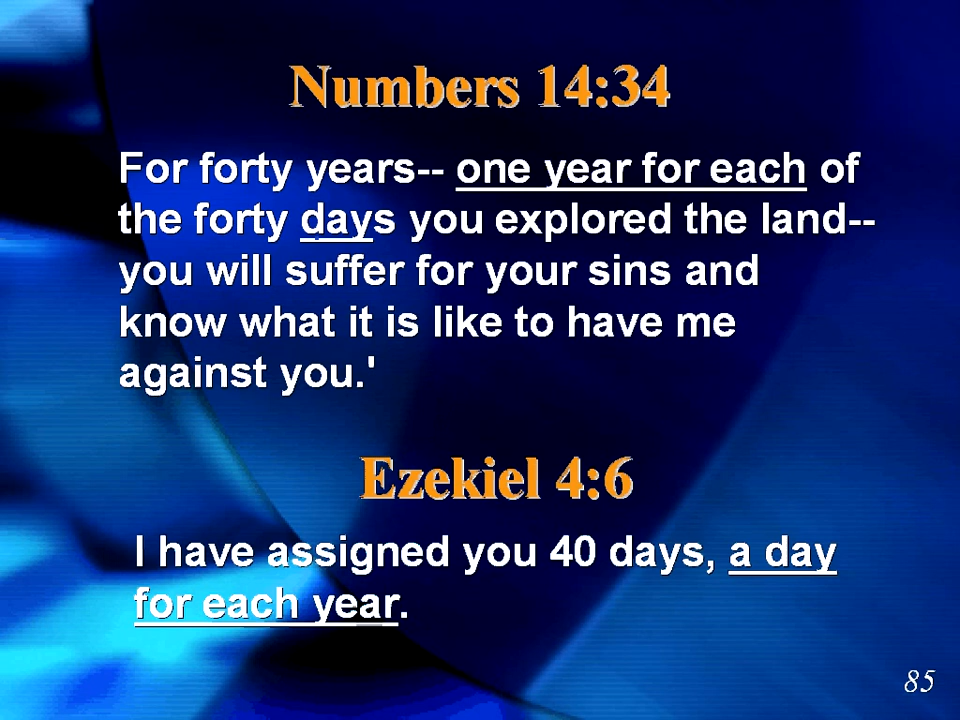 Numbers 14:34
For forty years-- one year for each of
the forty days you explored the land--
you will suffer for your sins and
know what it is like to have me
against you.'
Ezekiel 4:6
I have assigned you 40 days, a day
for each year.
85